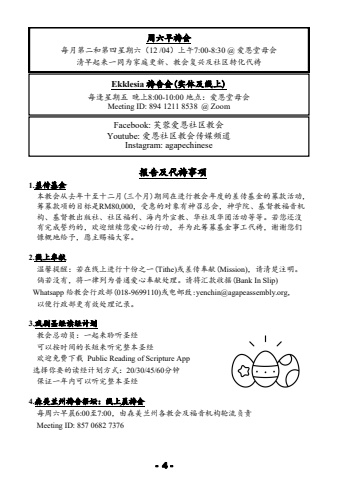 周六早祷会
每月第二和第四星期六（12 /04）上午7:00-8:30 @ 爱恩堂母会
清早起来一同为家庭更新、教会复兴及社区转化代祷
Ekklesia 祷告会(实体及线上)
每逢星期五 晚上8:00-10:00 地点：爱恩堂母会
Meeting ID: 894 1211 8538 @ Zoom
Facebook: 芙蓉爱恩社区教会
Youtube: 爱恩社区教会传媒频道
Instagram: agapechinese
报告及代祷事项
1.差传基金
本教会从去年十至十二月(三个月)期间在进行教会年度的差传基金的筹款活动，
筹募款项的目标是RM80,000，受惠的对象有神召总会，神学院、基督教福音机
构、基督教出版社、社区福利、海内外宣教、华社及华团活动等等。若您还没
有完成誓约的，欢迎继续您爱心的行动，并为此筹募基金事工代祷，谢谢您们
慷慨地给予，愿主赐福大家。
2.线上奉献
温馨提醒：若在线上进行十份之一(Tithe)或差传奉献(Mission)，请清楚注明。
倘若没有，将一律列为普通爱心奉献处理。请将汇款收据(Bank In Slip)
Whatsapp 给教会行政部(018-9699110)或电邮致:yenchin@agapeassembly.org,
以便行政部更有效处理记录。
3.疯到圣经读经计划
教会总动员：一起来聆听圣经
可以按时间的长短来听完整本圣经
欢迎免费下载 Public Reading of Scripture App
选择你要的读经计划方式：20/30/45/60分钟
保证一年内可以听完整本圣经
4.森美兰州祷告祭坛：线上晨祷会
每周六早晨6:00至7:00，由森美兰州各教会及福音机构轮流负责
Meeting ID: 857 0682 7376
- 4 -